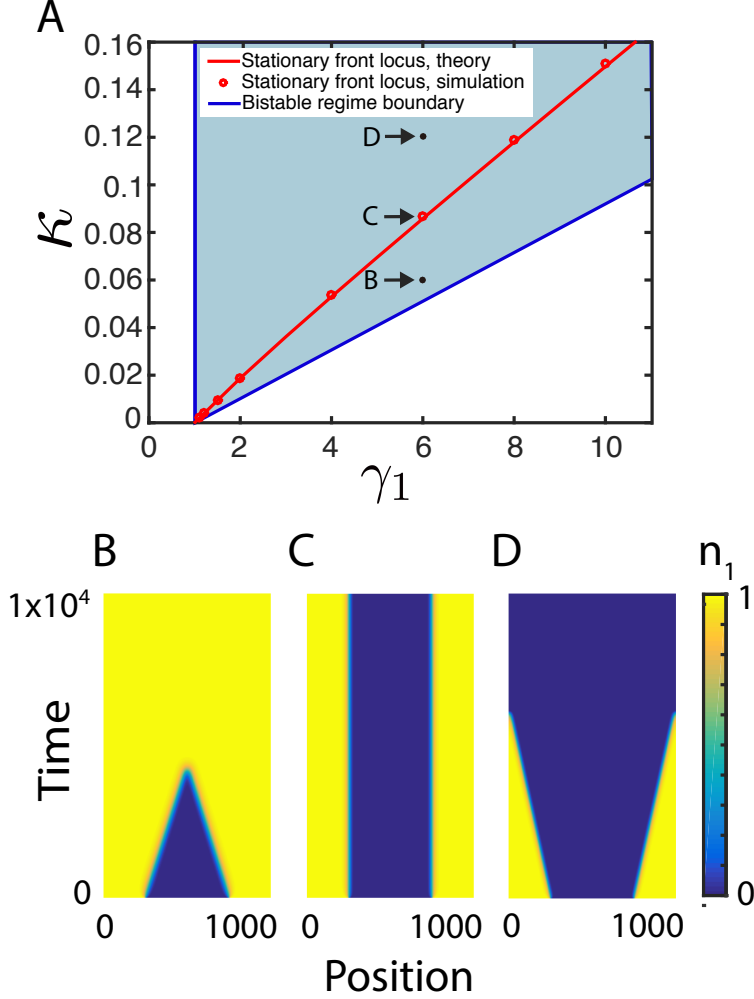 A
0.16
0.14
0.12
0.1
0.08
0.06
0.04
0.02
0
κ
Stationary front locus, theory
Stationary front locus, simulation
Bistable regime boundary
D
C
B
0 2 4 6 8 10
γ1
B C D n1
1x10^4
Time
0
1
0
0 1000 0 1000 0 1000
Position